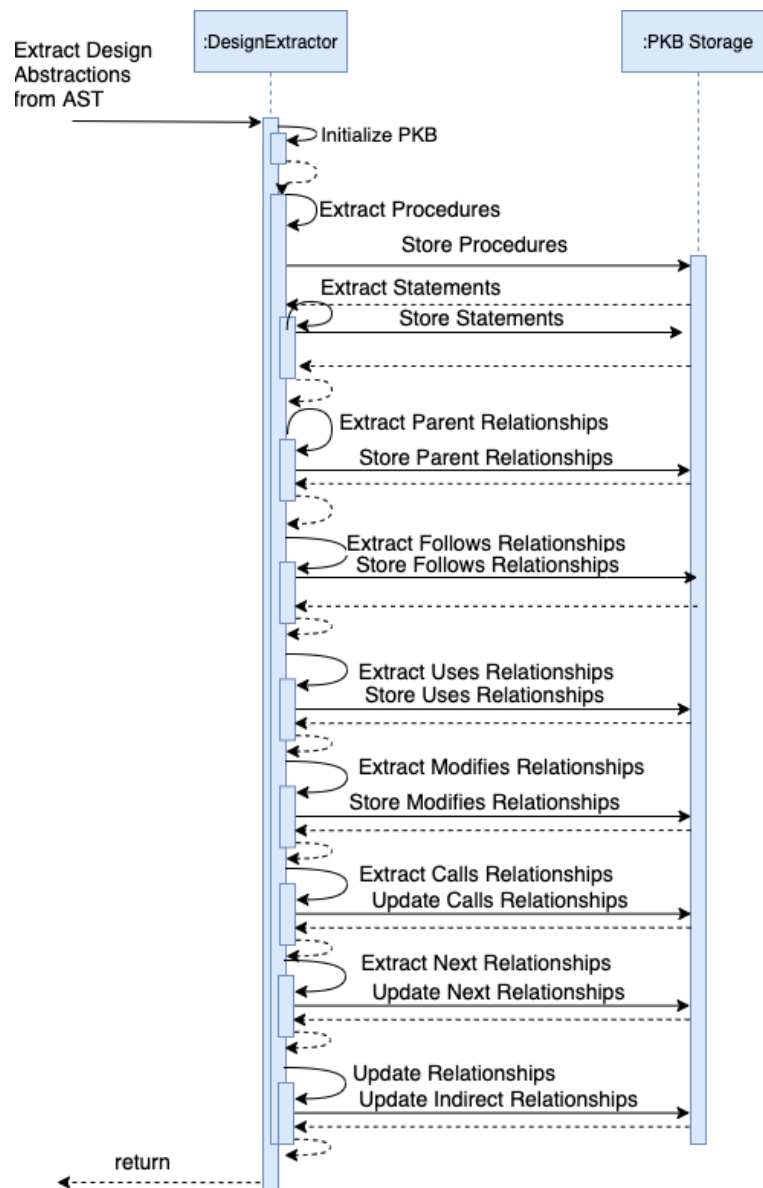 :DesignExtractor
:PKB Storage
Extract Design
Abstractions
from AST
Initialize PKB
Extract Procedures
Store Procedures
Extract Statements
Store Statements
Extract Parent Relationships
Store Parent Relationships
Extract Follows Relationships
Store Follows Relationships
Extract Uses Relationships
Store Uses Relationships
Extract Modifies Relationships
Store Modifies Relationships
Extract Calls Relationships
Update Calls Relationships
Extract Next Relationships
Update Next Relationships
Update Relationships
Update Indirect Relationships
return